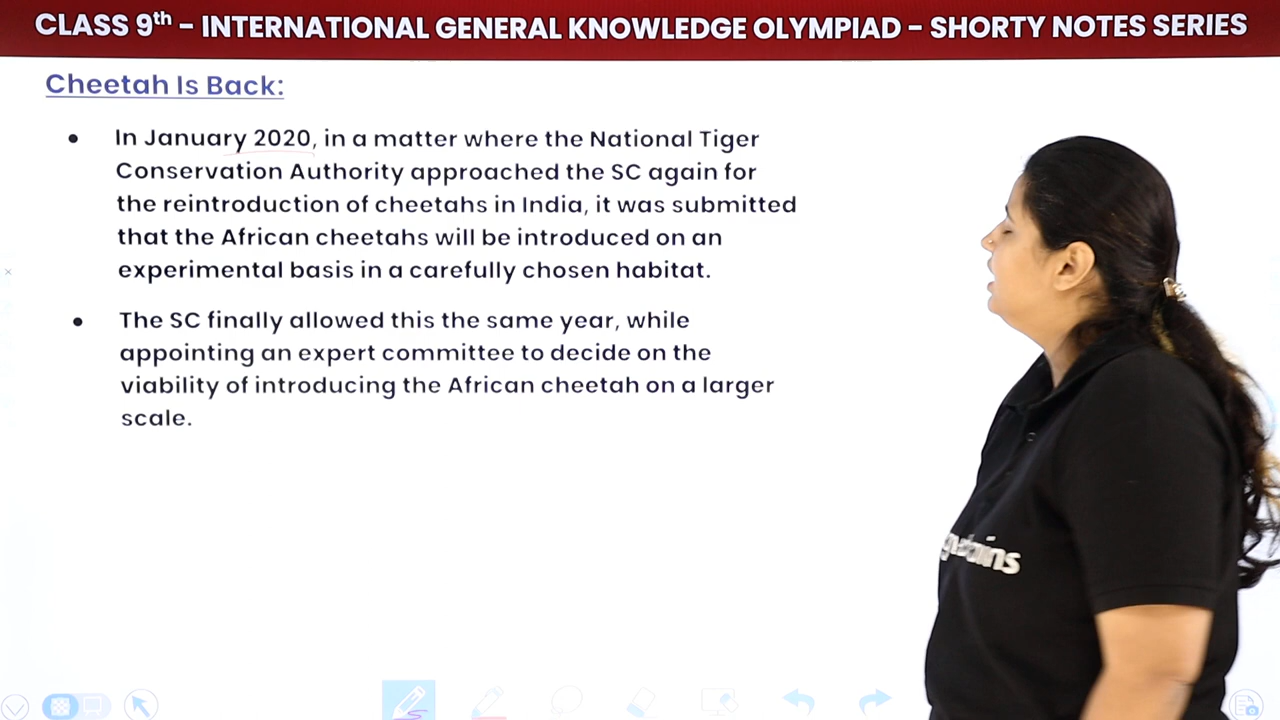 CLASS 9th – INTERNATIONAL GENERAL KNOWLEDGE OLYMPIAD – SHORTY NOTES SERIES
Cheetah Is Back:
• In January 2020, in a matter where the National Tiger
Conservation Authority approached the SC again for
the reintroduction of cheetahs in India, it was submitted
that the African cheetahs will be introduced on an
experimental basis in a carefully chosen habitat.
• The SC finally allowed this the same year, while
appointing an expert committee to decide on the
viability of introducing the African cheetah on a larger
scale.